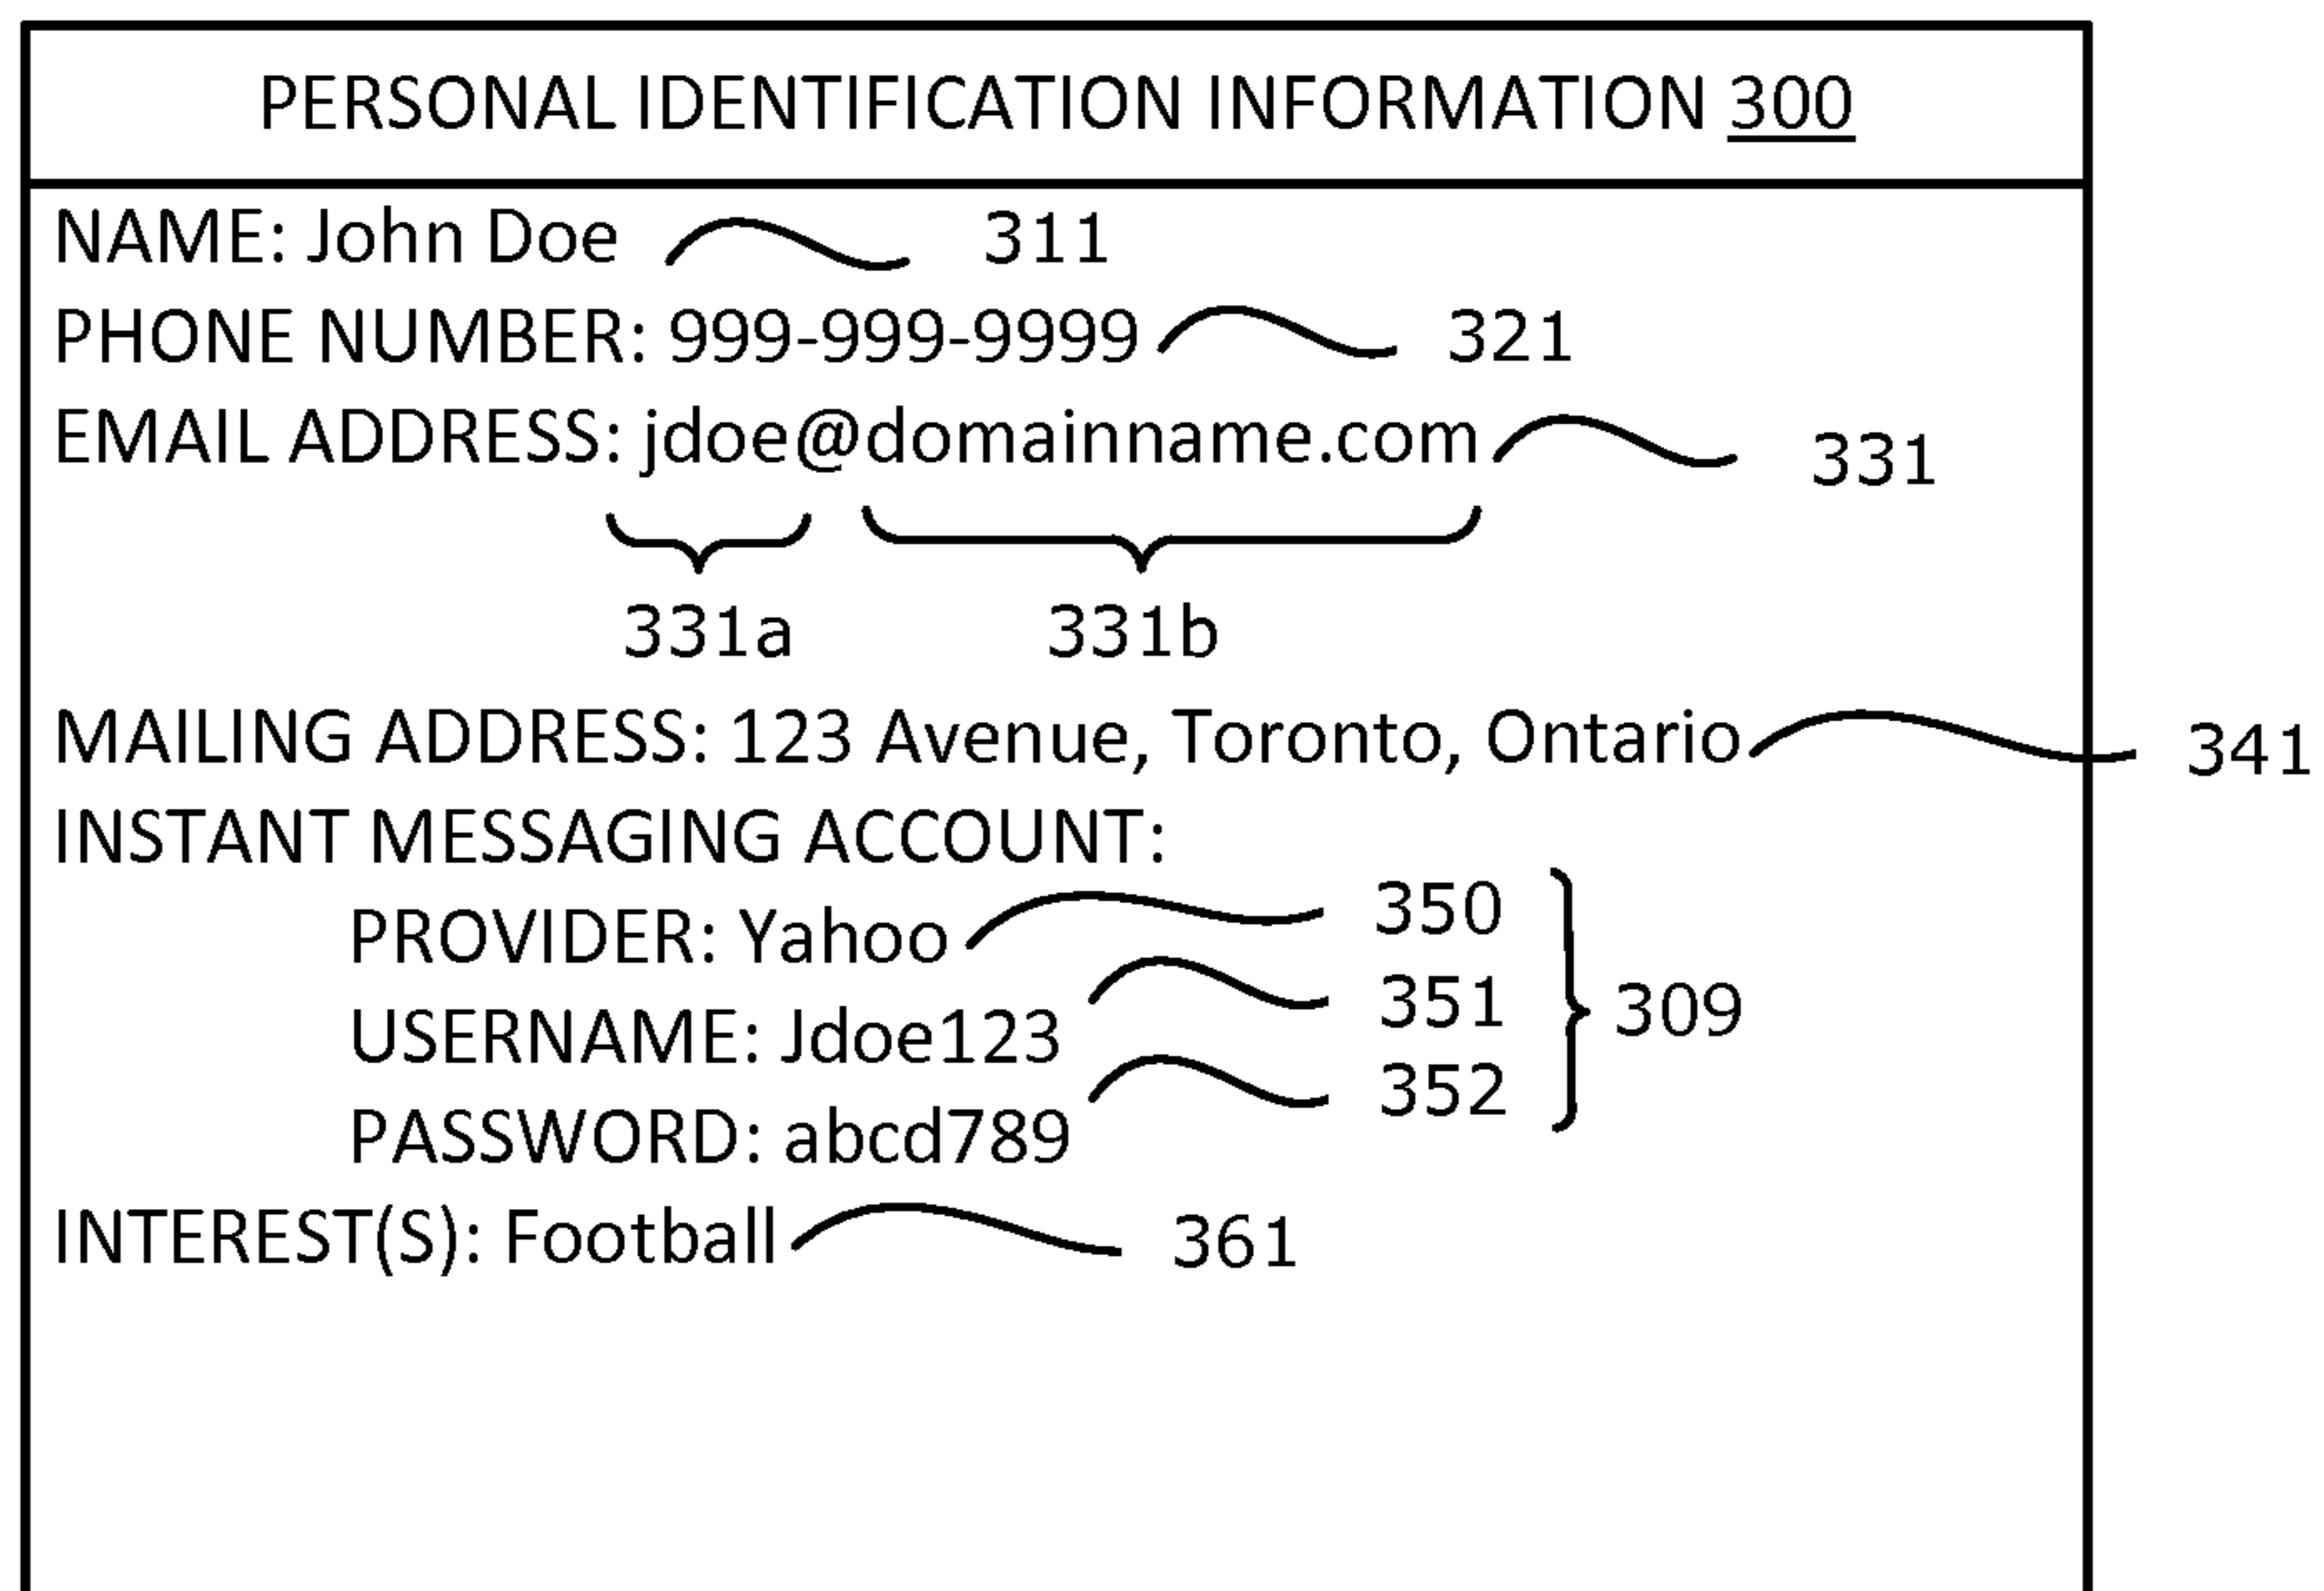 PERSONAL IDENTIFICATION INFORMATION 300
NAME: John Doe 311
PHONE NUMBER: 999-999-9999 321
EMAIL ADDRESS: jdoe@domainname.com 331
331a 331b
MAILING ADDRESS: 123 Avenue, Toronto, Ontario 341
INSTANT MESSAGING ACCOUNT:
PROVIDER: Yahoo 350
USERNAME: Jdoe123 351 309
PASSWORD: abcd789 352
INTEREST(S): Football 361